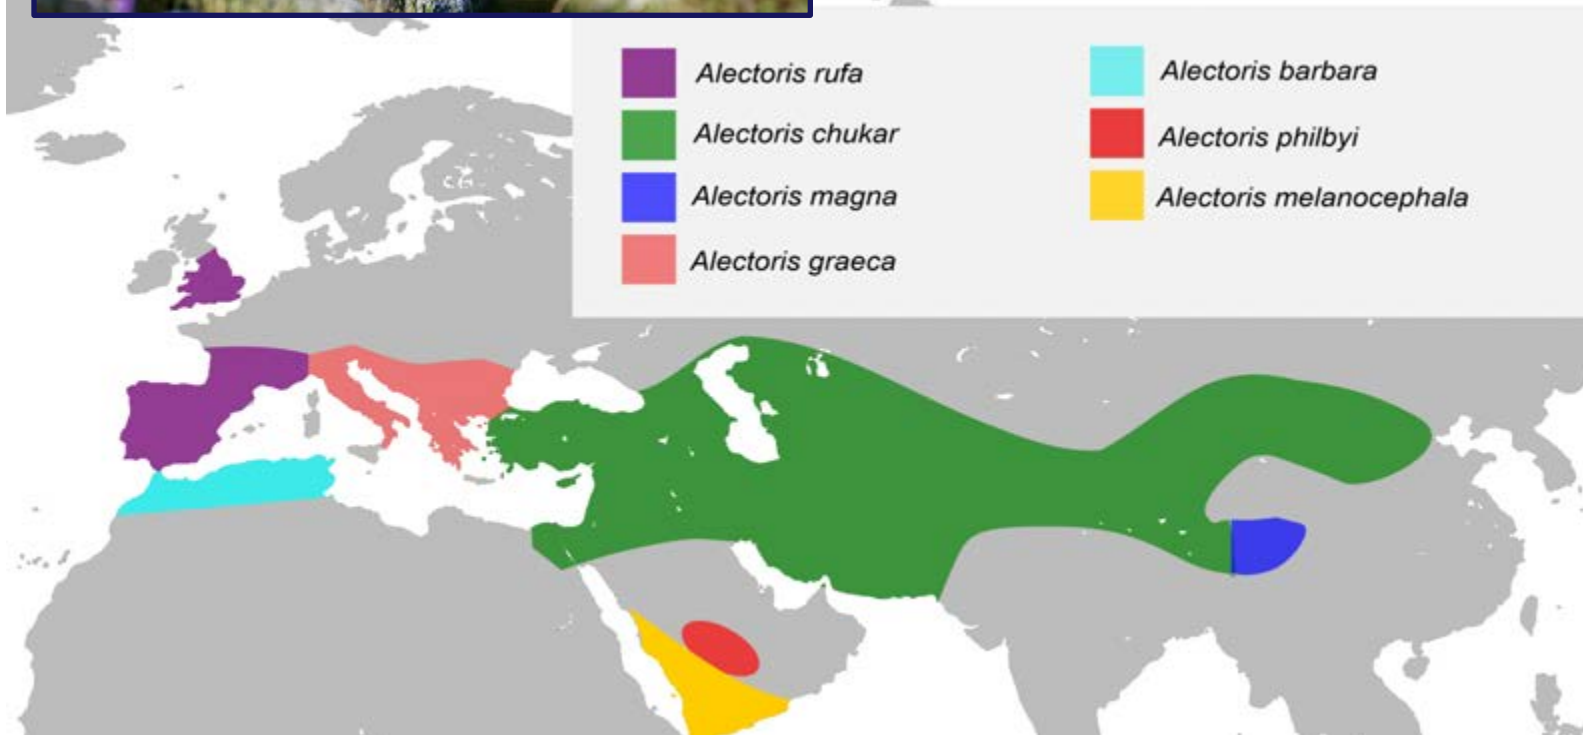 Alectoris rufa
Alectoris chukar
Alectoris magna
Alectoris graeca
Alectoris barbara
Alectoris philbyi
Alectoris melanocephala